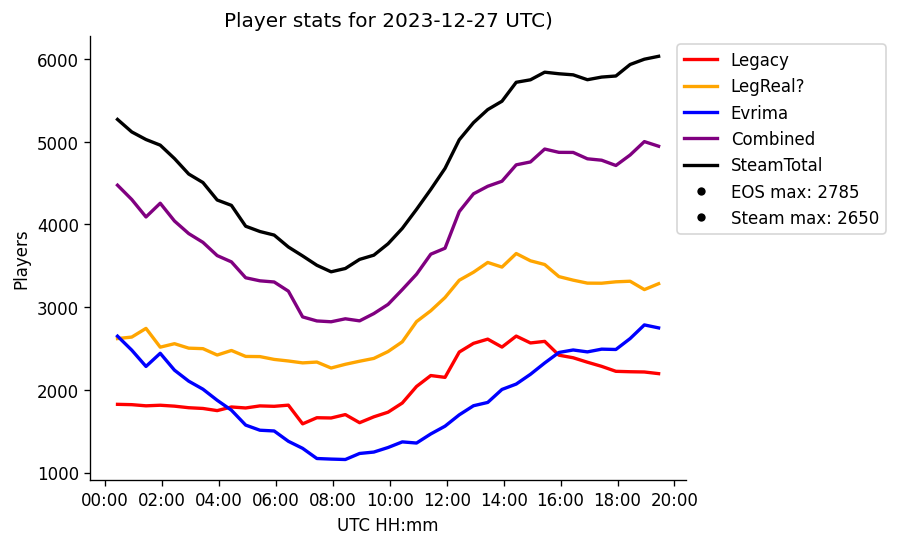 Player stats for 2023-12-27 UTC)
Players
6000
5000
4000
3000
2000
1000
00:00 02:00 04:00 06:00 08:00 10:00 12:00 14:00 16:00 18:00 20:00
UTC HH:mm
Legacy
LegReal?
Evrima
Combined
SteamTotal
EOS max: 2785
Steam max: 2650